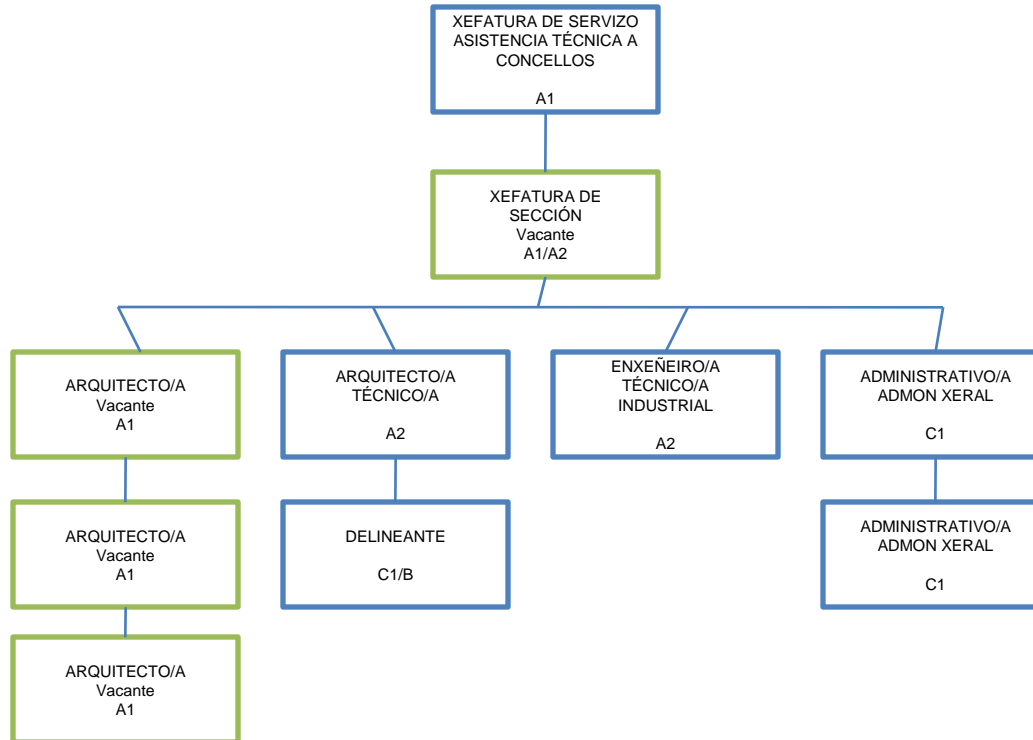 XEFATURA DE SERVIZO
ASISTENCIA TÉCNICA A
CONCELLOS
A1
XEFATURA DE
SECCIÓN
Vacante
A1/A2
ARQUITECTO/A
Vacante
A1
ARQUITECTO/A
TÉCNICO/A
A2
ENXEÑEIRO/A
TÉCNICO/A
INDUSTRIAL
A2
ADMINISTRATIVO/A
ADMON XERAL
C1
ARQUITECTO/A
Vacante
A1
DELINEANTE
C1/B
ADMINISTRATIVO/A
ADMON XERAL
C1
ARQUITECTO/A
Vacante
A1